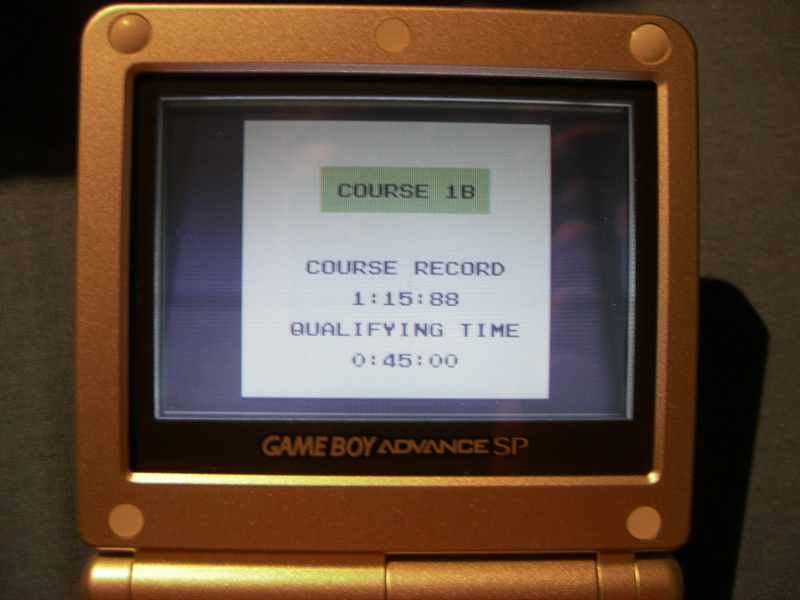 COURSE 1B
COURSE RECORD
1:15:88
QUALIFYING TIME
0:45:00
GAME BOY ADVANCE SP